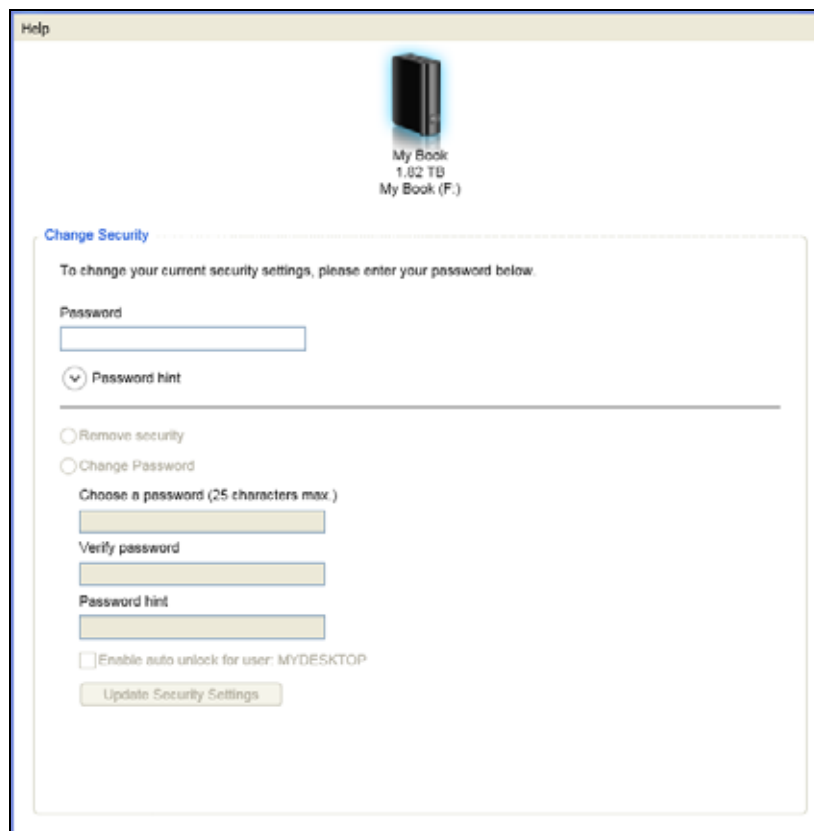 Help
My Book
1.82 TB
My Book (F:)
Change Security
To change your current security settings, please enter your password below.
Password
Password hint
Remove security
Change Password
Choose a password (25 characters max.)
Verify password
Password hint
Enable auto unlock for user: MYDESKTOP
Update Security Settings